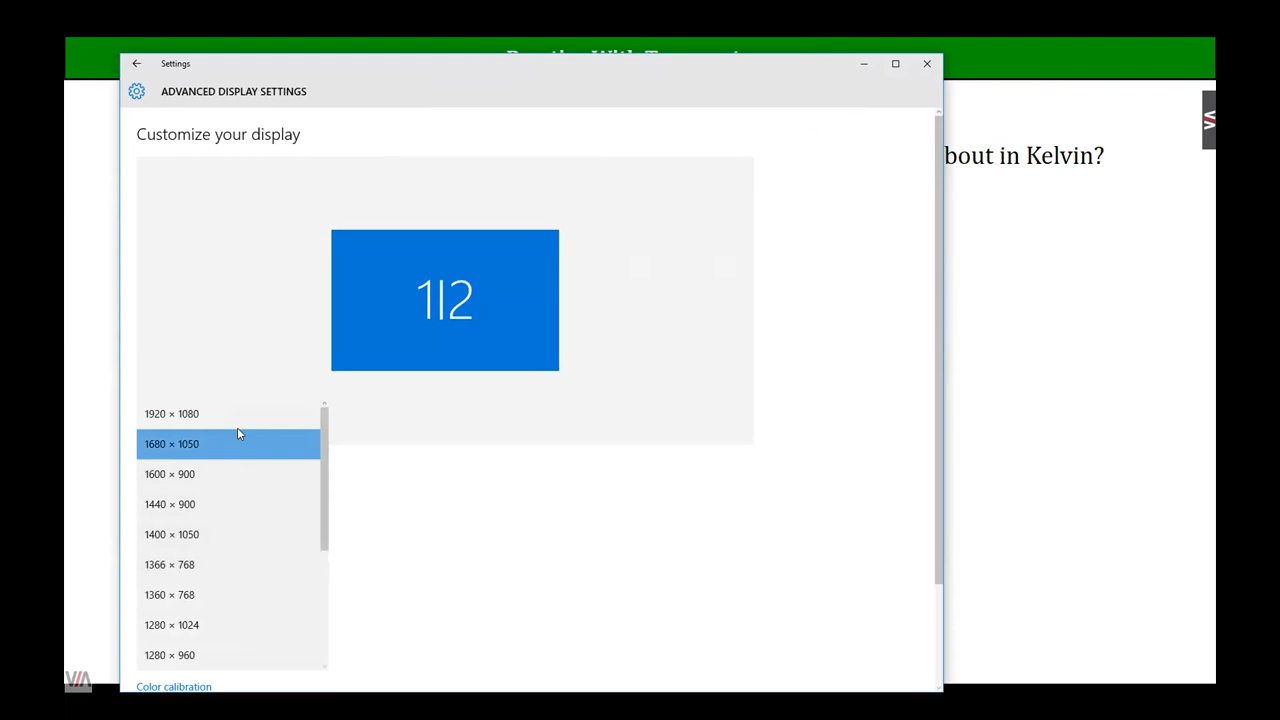 Settings
ADVANCED DISPLAY SETTINGS
Customize your display
bout in Kelvin?
1|2
1920 × 1080
1680 × 1050
1600 × 900
1440 × 900
1400 × 1050
1366 × 768
1360 × 768
1280 × 1024
1280 × 960
VIA
Color calibration